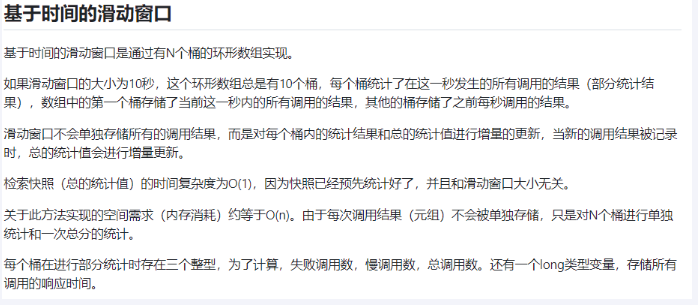 基于时间的滑动窗口
基于时间的滑动窗口是通过有N个桶的环形数组实现。
如果滑动窗口的大小为10秒，这个环形数组总是有10个桶，每个桶统计了在这一秒发生的所有调用的结果（部分统计结
果），数组中的第一个桶存储了当前这一秒内的所有调用的结果，其他的桶存储了之前每秒调用的结果。
滑动窗口不会单独存储所有的调用结果，而是对每个桶内的统计结果和总的统计值进行增量的更新，当新的调用结果被记录
时，总的统计值会进行增量更新。
检索快照（总的统计值）的时间复杂度为O(1)，因为快照已经预先统计好了，并且和滑动窗口大小无关。
关于此方法实现的空间需求（内存消耗）约等于O(n)。由于每次调用结果（元组）不会被单独存储，只是对N个桶进行单独
统计和一次总分的统计。
每个桶在进行部分统计时存在三个整型，为了计算，失败调用数，慢调用数，总调用数。还有一个long类型变量，存储所有
调用的响应时间。